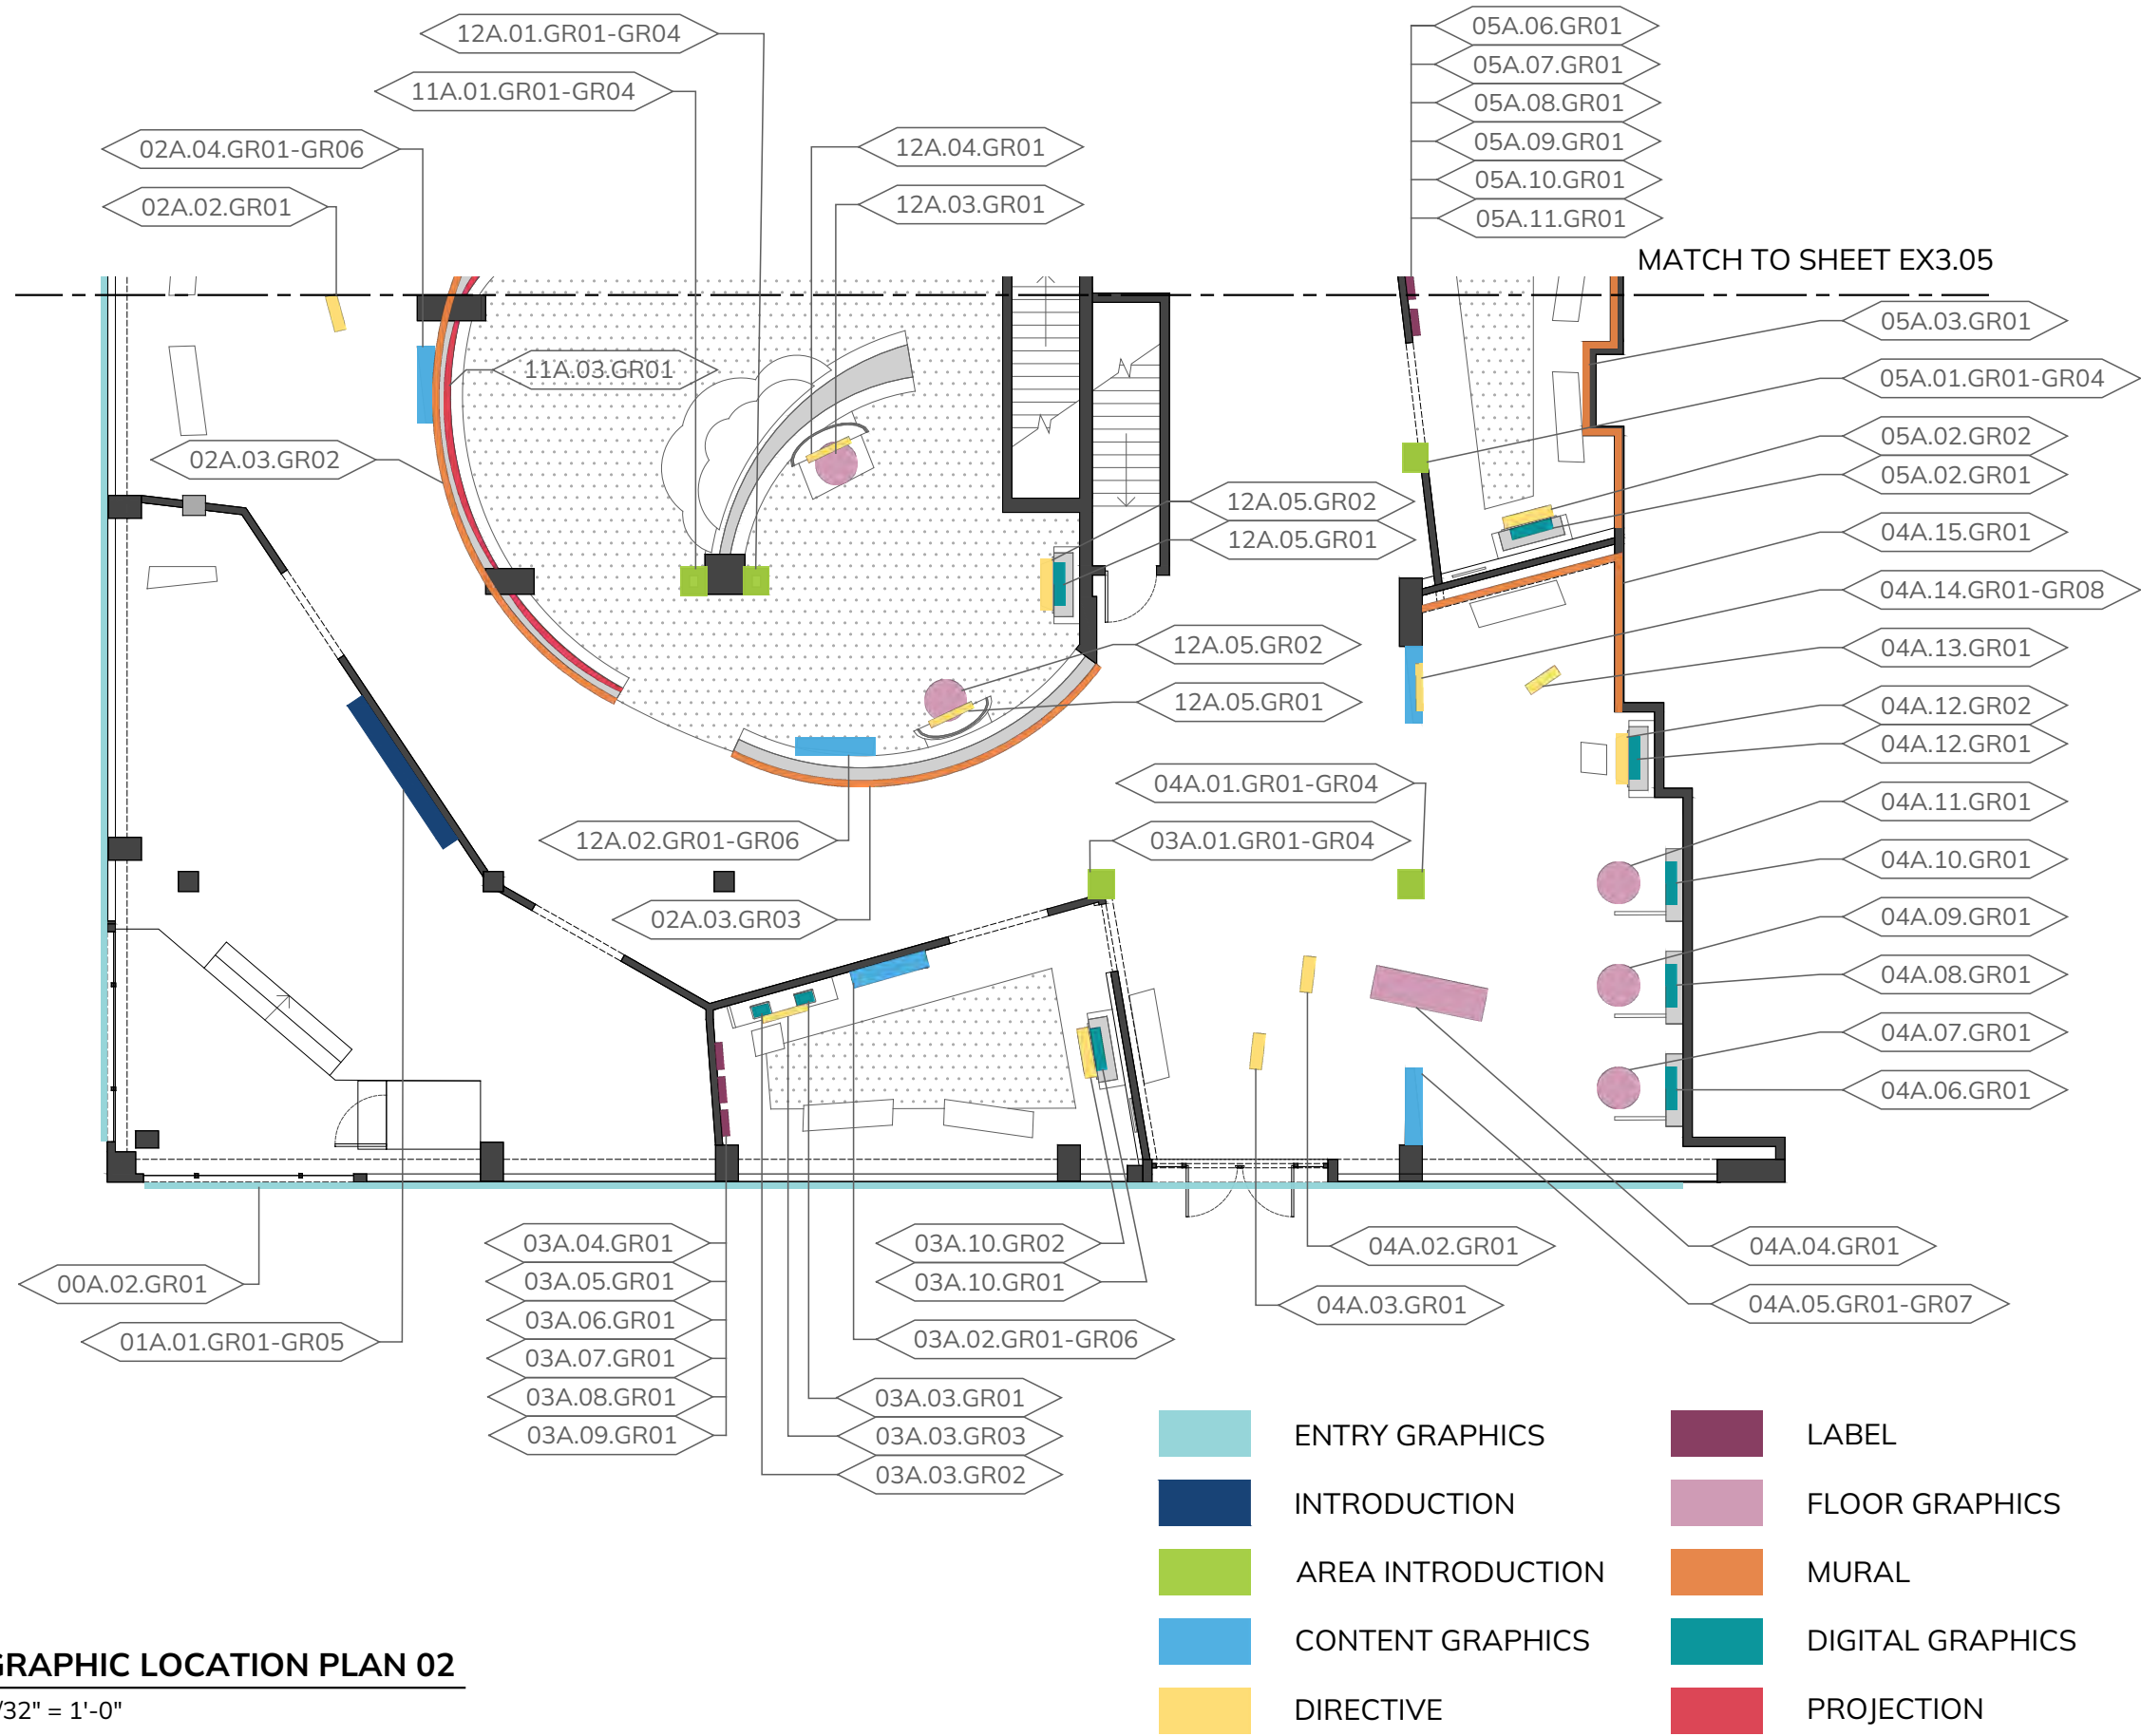 12A.01.GR01-GR04
11A.01.GR01-GR04
02A.04.GR01-GR06
02A.02.GR01
12A.04.GR01
12A.03.GR01
05A.06.GR01
05A.07.GR01
05A.08.GR01
05A.09.GR01
05A.10.GR01
05A.11.GR01
MATCH TO SHEET EX3.05
11A.03.GR01
02A.03.GR02
05A.03.GR01
05A.01.GR01-GR04
05A.02.GR02
05A.02.GR01
12A.05.GR02
12A.05.GR01
04A.15.GR01
04A.14.GR01-GR08
12A.05.GR02
12A.05.GR01
04A.13.GR01
04A.12.GR02
04A.12.GR01
04A.01.GR01-GR04
03A.01.GR01-GR04
12A.02.GR01-GR06
02A.03.GR03
04A.11.GR01
04A.10.GR01
04A.09.GR01
04A.08.GR01
04A.07.GR01
04A.06.GR01
00A.02.GR01
01A.01.GR01-GR05
03A.04.GR01
03A.05.GR01
03A.06.GR01
03A.07.GR01
03A.08.GR01
03A.09.GR01
03A.10.GR02
03A.10.GR01
03A.02.GR01-GR06
03A.03.GR01
03A.03.GR03
03A.03.GR02
04A.02.GR01
04A.03.GR01
04A.04.GR01
04A.05.GR01-GR07
ENTRY GRAPHICS
INTRODUCTION
AREA INTRODUCTION
CONTENT GRAPHICS
DIRECTIVE
LABEL
FLOOR GRAPHICS
MURAL
DIGITAL GRAPHICS
PROJECTION
GRAPHIC LOCATION PLAN 02
/32" = 1'-0"